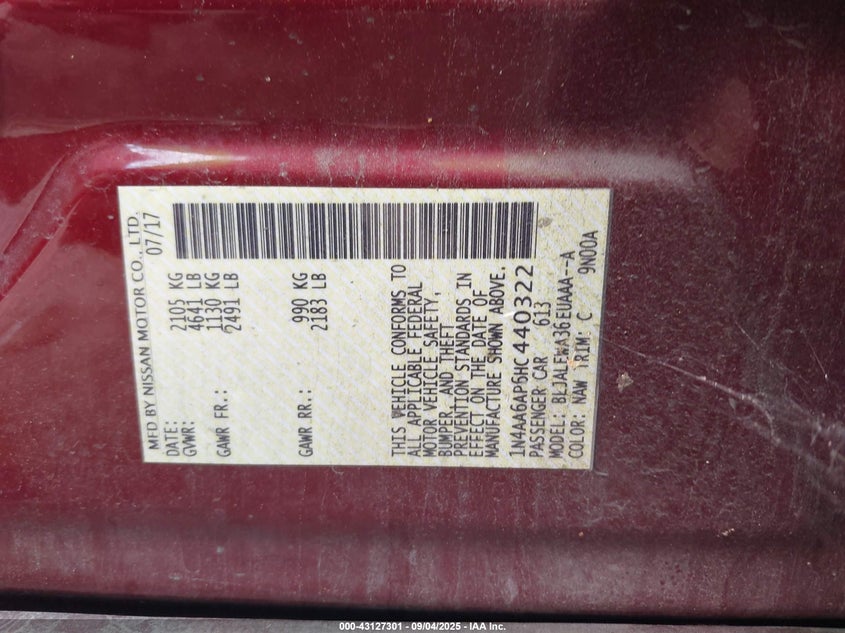 MFD BY NISSAN MOTOR CO., LTD.
DATE: 07/17
GVWR: 2105 KG
4641 LB
GAWR FR.: 1130 KG
2491 LB
GAWR RR.: 990 KG
2183 LB
THIS VEHICLE CONFORMS TO
ALL APPLICABLE FEDERAL
MOTOR VEHICLE SAFETY,
BUMPER, AND THEFT
PREVENTION STANDARDS IN
EFFECT ON THE DATE OF
MANUFACTURE SHOWN ABOVE.
1N4AA6AP5HC440322
PASSENGER CAR 613
MODEL: BLJALFWA36EUAAA--A
COLOR: NAW TRIM: C 9N00A
000-43127301 - 09/04/2025 - IAA Inc.